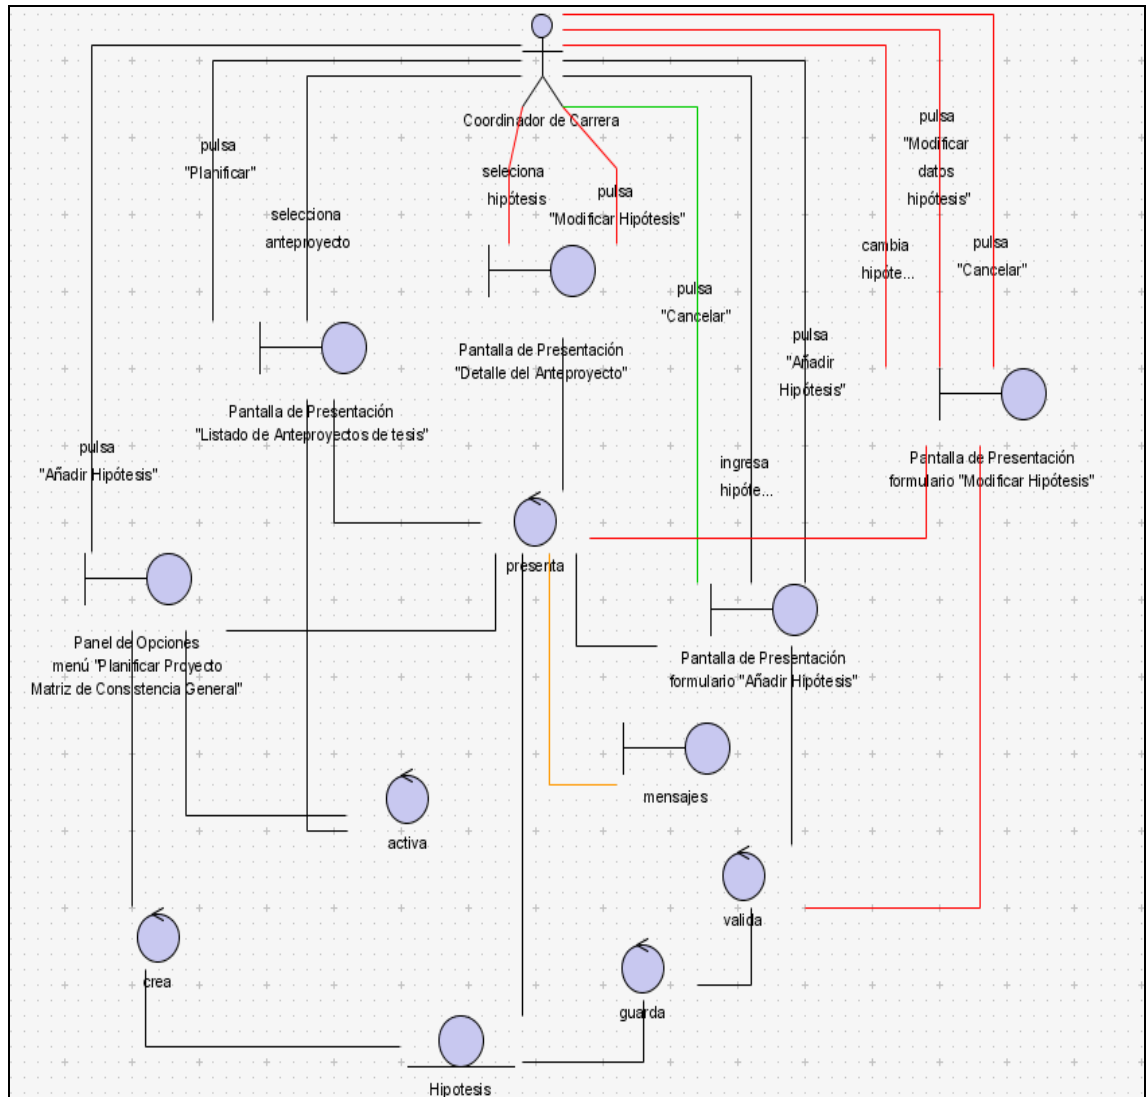 Coordinador de Carrera
pulsa
"Planificar"
selecciona
anteproyecto
seleciona
hipótesis
pulsa
"Modificar Hipótesis"
pulsa
"Modificar
datos
hipótesis"
cambia
hipóte...
pulsa
"Cancelar"
pulsa
"Cancelar"
pulsa
"Añadir
Hipótesis"
Pantalla de Presentación
"Detalle del Anteproyecto"
Pantalla de Presentación
"Listado de Anteproyectos de tesis"
pulsa
"Añadir Hipótesis"
ingresa
hipóte...
Pantalla de Presentación
formulario "Modificar Hipótesis"
presenta
Panel de Opciones
menú "Planificar Proyecto
Matriz de Consistencia General"
Pantalla de Presentación
formulario "Añadir Hipótesis"
mensajes
activa
valida
crea
guarda
Hipotesis